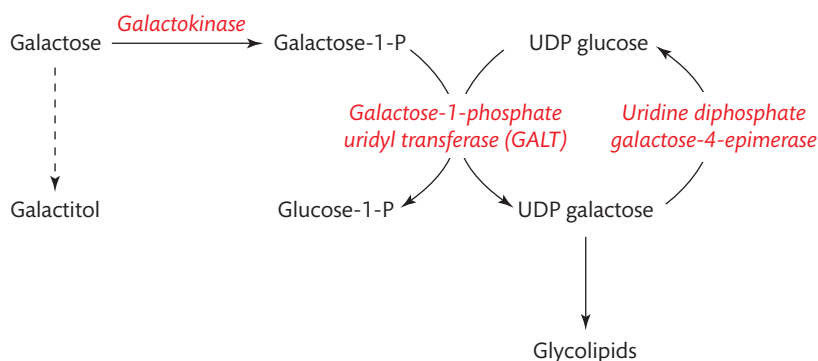 Galactokinase
Galactose
Galactose-1-P
UDP glucose
Galactose-1-phosphate
uridyl transferase (GALT)
Uridine diphosphate
galactose-4-epimerase
Galactitol
Glucose-1-P
UDP galactose
Glycolipids